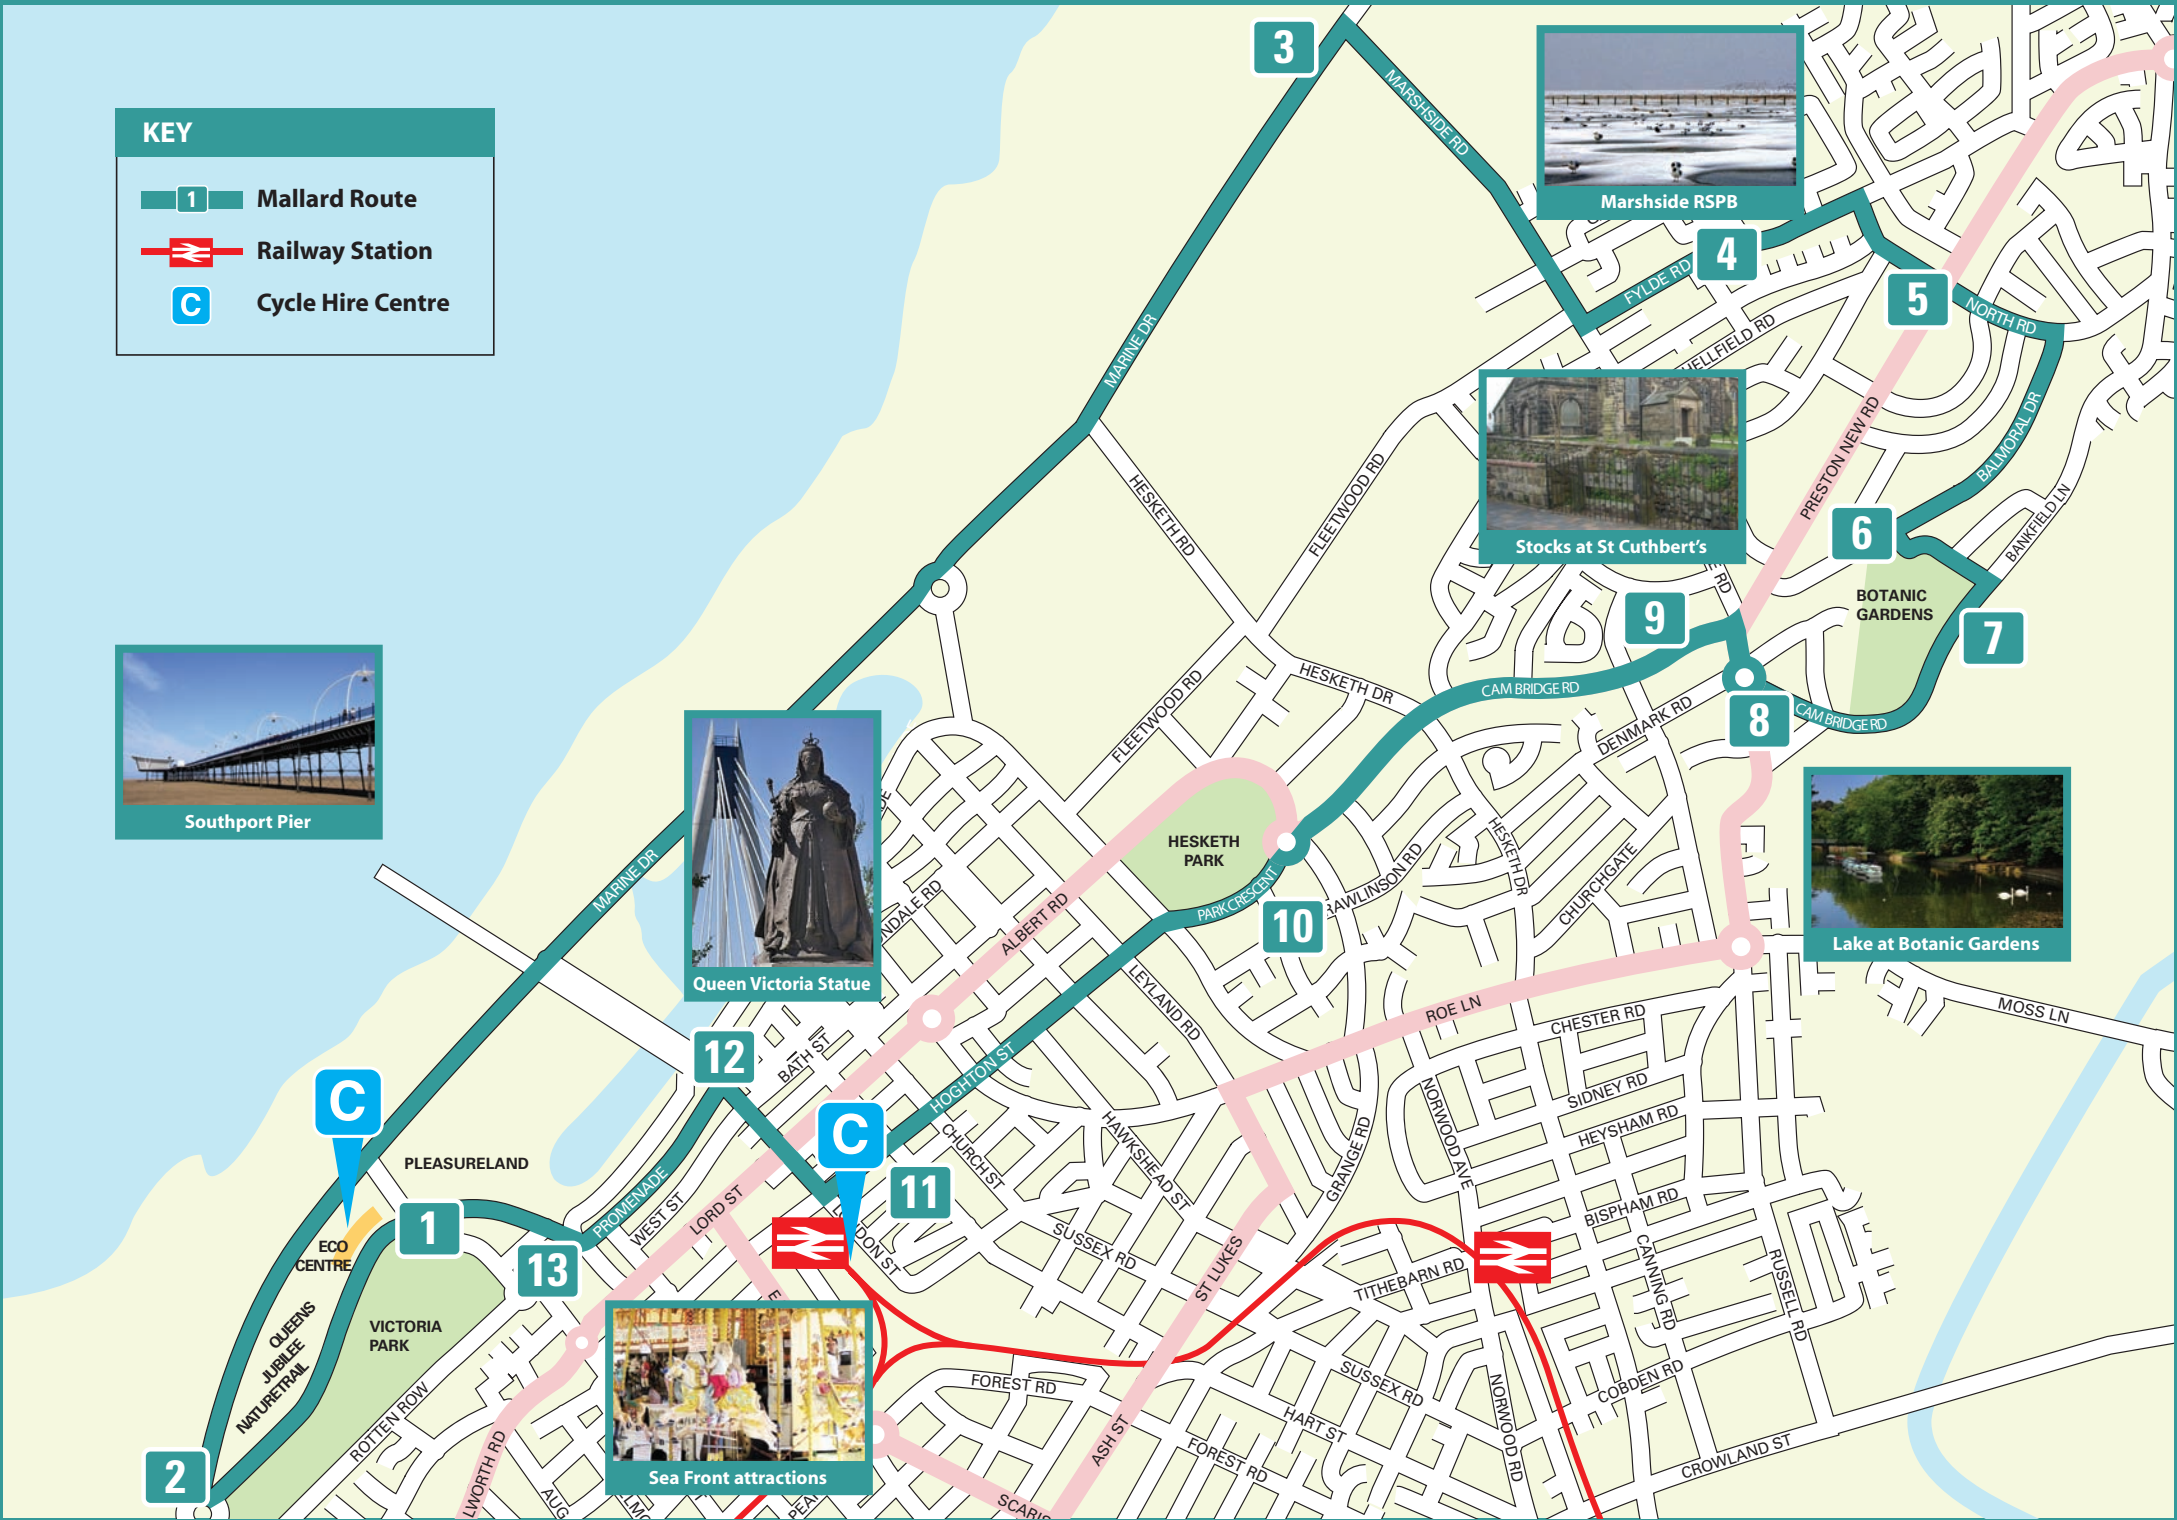 KEY
1
Mallard Route
Railway Station
C
Cycle Hire Centre
3
MARSHSIDE RD
Marshside RSPB
4
FYLDE RD
5
NORTH RD
MARINE DR
BALMORAL DR
PRESTON NEW RD
HESKETH RD
FLEETWOOD RD
Stocks at St Cuthbert's
6
BANKFIELD LN
BOTANIC
GARDENS
7
9
RD
HESKETH DR
CAMBRIDGE RD
FLEETWOOD RD
DENMARK RD
8
CAMBRIDGE RD
Southport Pier
Queen Victoria Statue
MARINE DR
HESKETH
PARK
PARK CRESCENT
10
RAWLINSON RD
HESKETH DR
CHURCHGATE
Lake at Botanic Gardens
ALBERT RD
LEYLAND RD
ROE LN
CHESTER RD
MOSS LN
12
BATH ST
HOGHTON ST
SIDNEY RD
HEYSHAM RD
NORWOOD AVE
C
C
CHURCH ST
HAWKSHEAD ST
GRANGE RD
PLEASURELAND
1
11
PROMENADE
WEST ST
LORD ST
13
BISPHAM RD
SUSSEX RD
ST LUKES
TITHEBARN RD
CANNING RD
RUSSELL RD
ECO
CENTRE
QUEENS
JUBILEE
NATURETRAIL
VICTORIA
PARK
ROTTEN ROW
Sea Front attractions
FOREST RD
SUSSEX RD
HART ST
FOREST RD
ASH ST
NORWOOD RD
COBDEN RD
CROWLAND ST
2